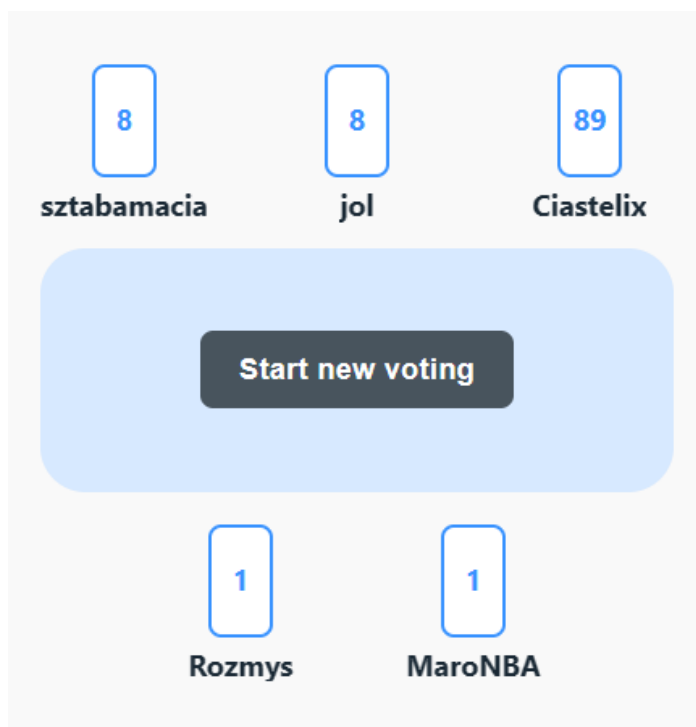 8 8 89
sztabamacia jol Ciastelix
Start new voting
1 1
Rozmys MaroNBA